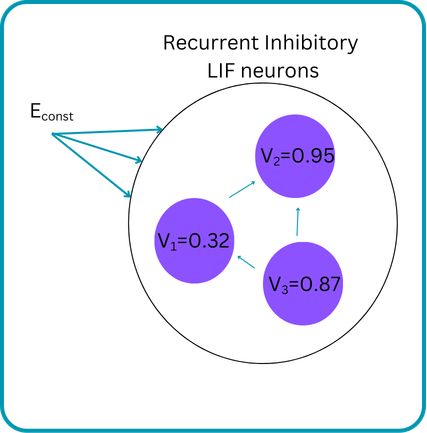 Recurrent Inhibitory
LIF neurons
E_const
V₂=0.95
V₁=0.32
V₃=0.87